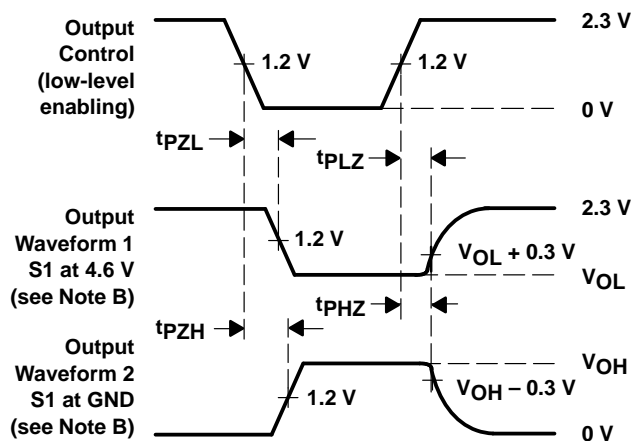 Output
Control
(low-level
enabling)
2.3 V
1.2 V
1.2 V
0 V
tPZL
tPLZ
Output
Waveform 1
S1 at 4.6 V
(see Note B)
2.3 V
1.2 V
VOL + 0.3 V
VOL
tPHZ
tPZH
Output
Waveform 2
S1 at GND
(see Note B)
VOH
1.2 V
VOH – 0.3 V
0 V